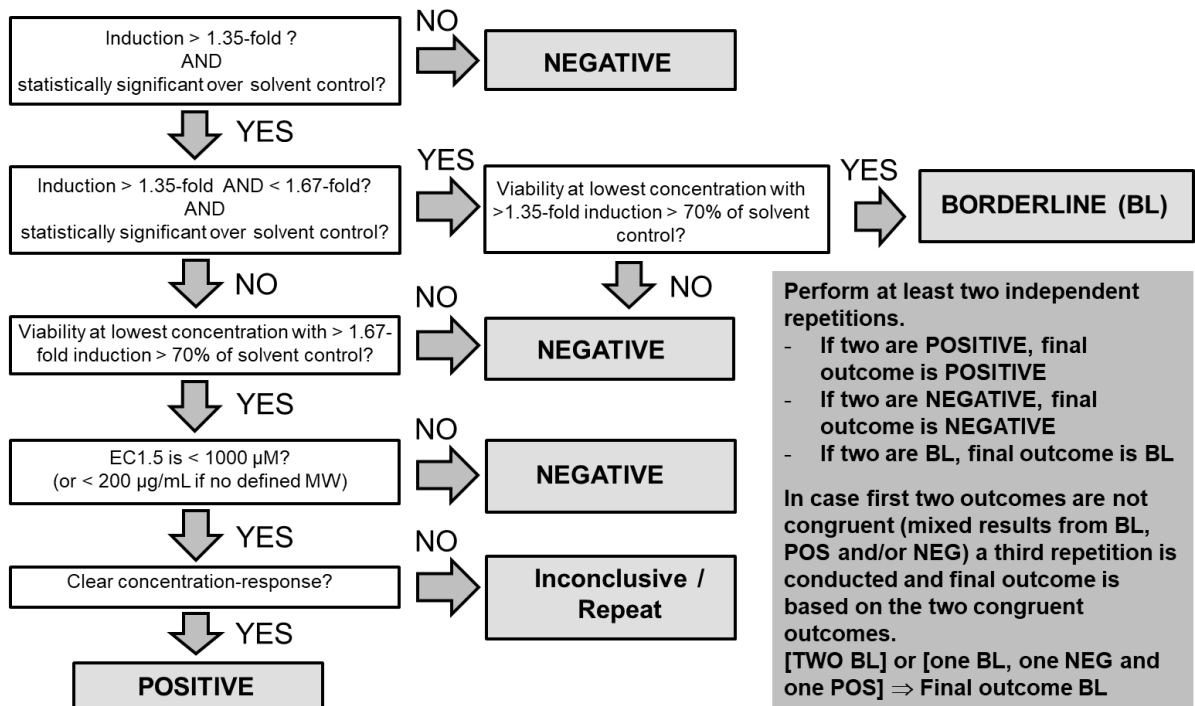 Induction > 1.35-fold ?
AND
statistically significant over solvent control?
NO
NEGATIVE
YES
Induction > 1.35-fold AND < 1.67-fold?
AND
statistically significant over solvent control?
YES
Viability at lowest concentration with
>1.35-fold induction > 70% of solvent
control?
YES
BORDERLINE (BL)
NO
NO
Viability at lowest concentration with > 1.67-
fold induction > 70% of solvent control?
NO
NEGATIVE
YES
EC1.5 is < 1000 µM?
(or < 200 µg/mL if no defined MW)
NO
NEGATIVE
YES
Clear concentration-response?
NO
Inconclusive /
Repeat
YES
POSITIVE
Perform at least two independent
repetitions.
- If two are POSITIVE, final
outcome is POSITIVE
- If two are NEGATIVE, final
outcome is NEGATIVE
- If two are BL, final outcome is BL
In case first two outcomes are not
congruent (mixed results from BL,
POS and/or NEG) a third repetition is
conducted and final outcome is
based on the two congruent
outcomes.
[TWO BL] or [one BL, one NEG and
one POS] ⇒ Final outcome BL